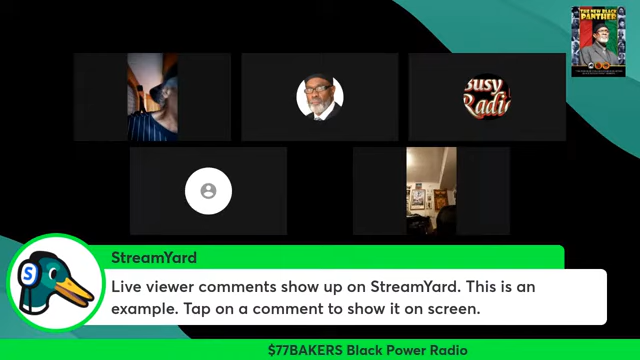 THE NEW BLACK
PANTHER
Busy
Radio
StreamYard
S
Live viewer comments show up on StreamYard. This is an
example. Tap on a comment to show it on screen.
$77BAKERS Black Power Radio